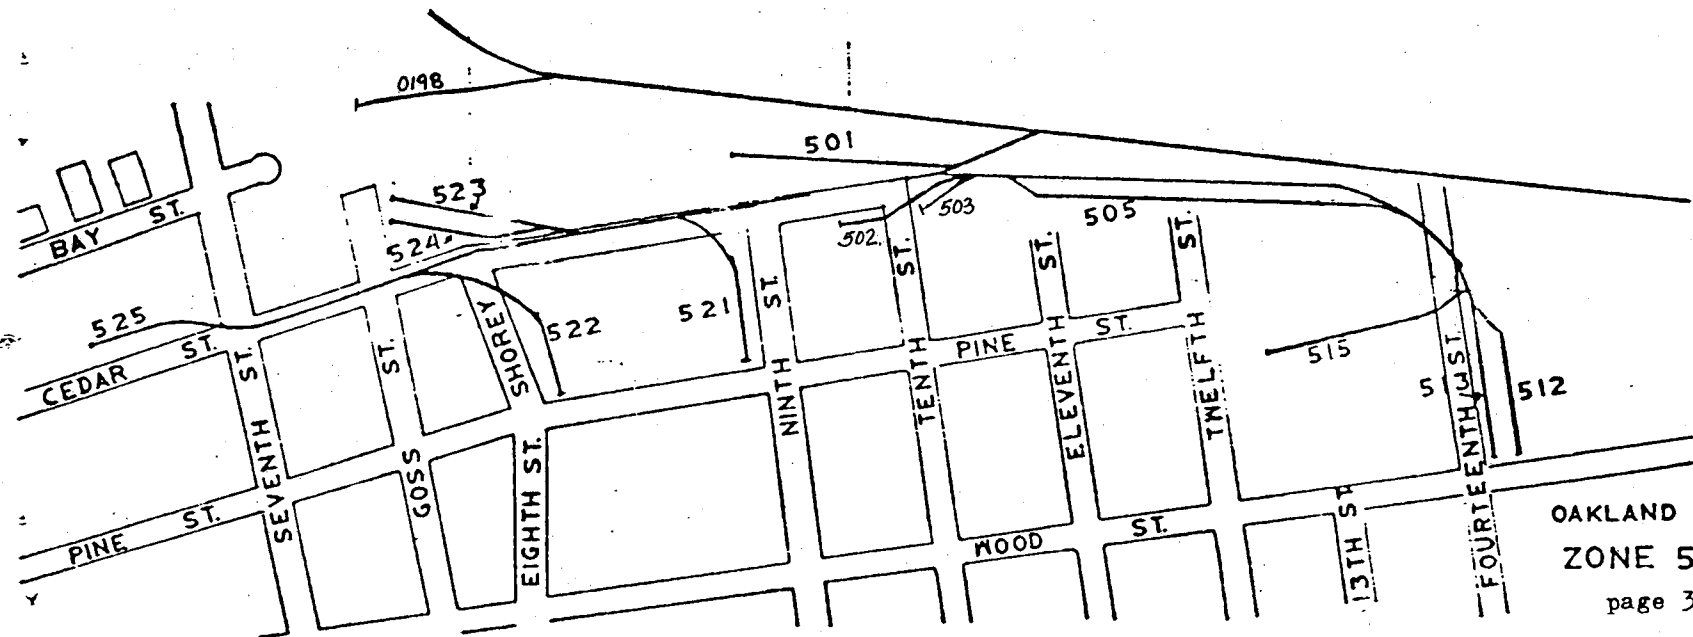 0198
501
523
503
505
BAY ST.
524
502
525
522
521
CEDAR ST.
SHOREY
ST.
ST.
ST.
ST.
ST.
ST.
PINE ST.
515
512
SEVENTH ST.
GOSS
EIGHTH ST.
NINTH
TENTH
ELEVENTH
TWELFTH
FOURTEENTH ST.
PINE ST.
WOOD ST.
13TH ST.
OAKLAND
ZONE 5
page 3